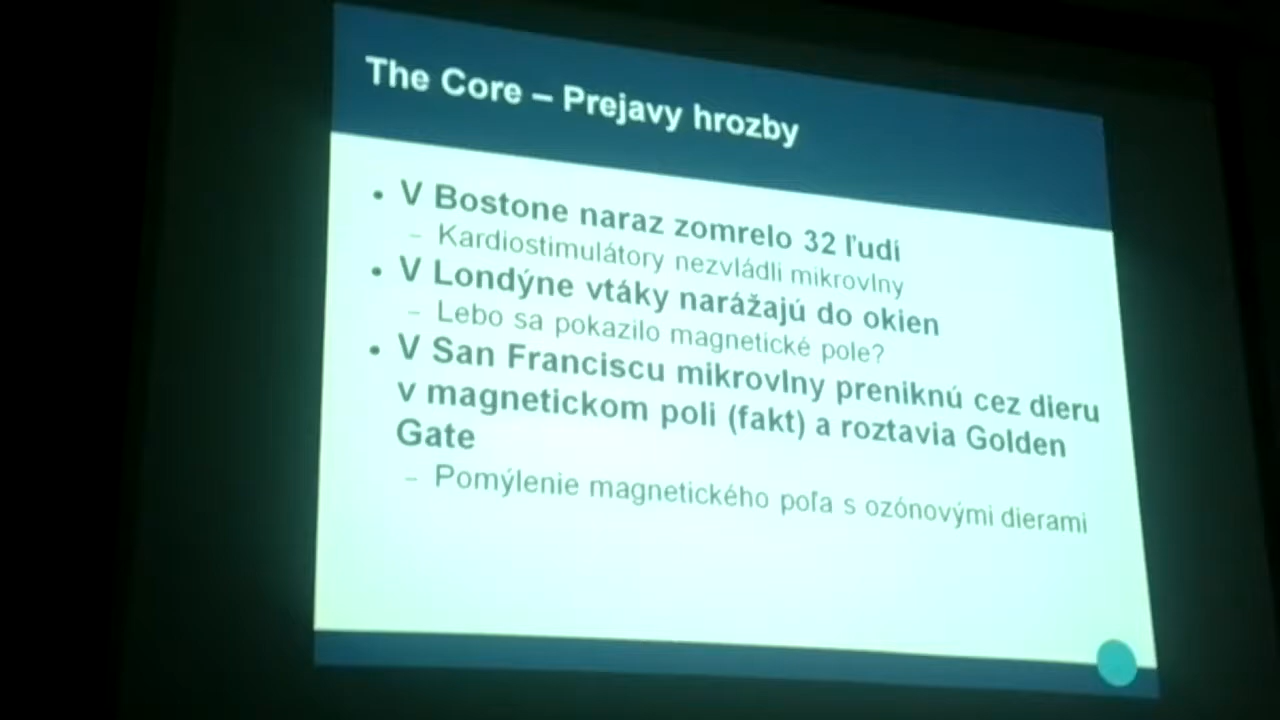 The Core – Prejavy hrozby
• V Bostone naraz zomrelo 32 ľudí
– Kardiostimulátory nezvládli mikrovlny
• V Londýne vtáky narážajú do okien
– Lebo sa pokazilo magnetické pole?
• V San Franciscu mikrovlny preniknú cez dieru
v magnetickom poli (fakt) a roztavia Golden
Gate
– Pomýlenie magnetického poľa s ozónovými dierami